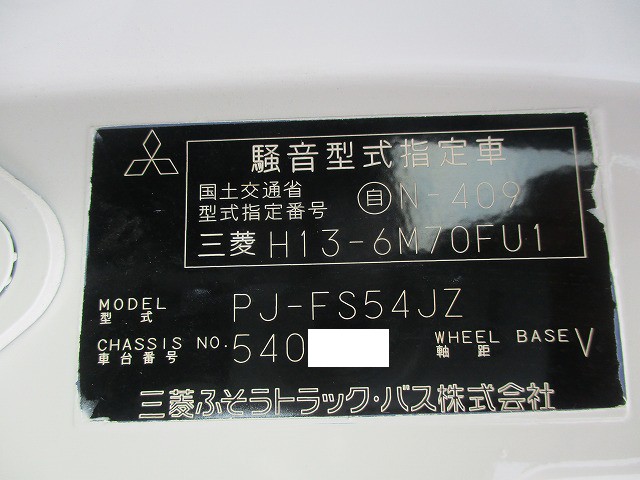 騒音型式指定車
国土交通省
型式指定番号 自 N-409
三菱 H13-6M70FU1
MODEL PJ-FS54JZ
型式
CHASSIS NO. 540 WHEEL BASE V
車台番号 軸距
三菱ふそうトラック・バス株式会社